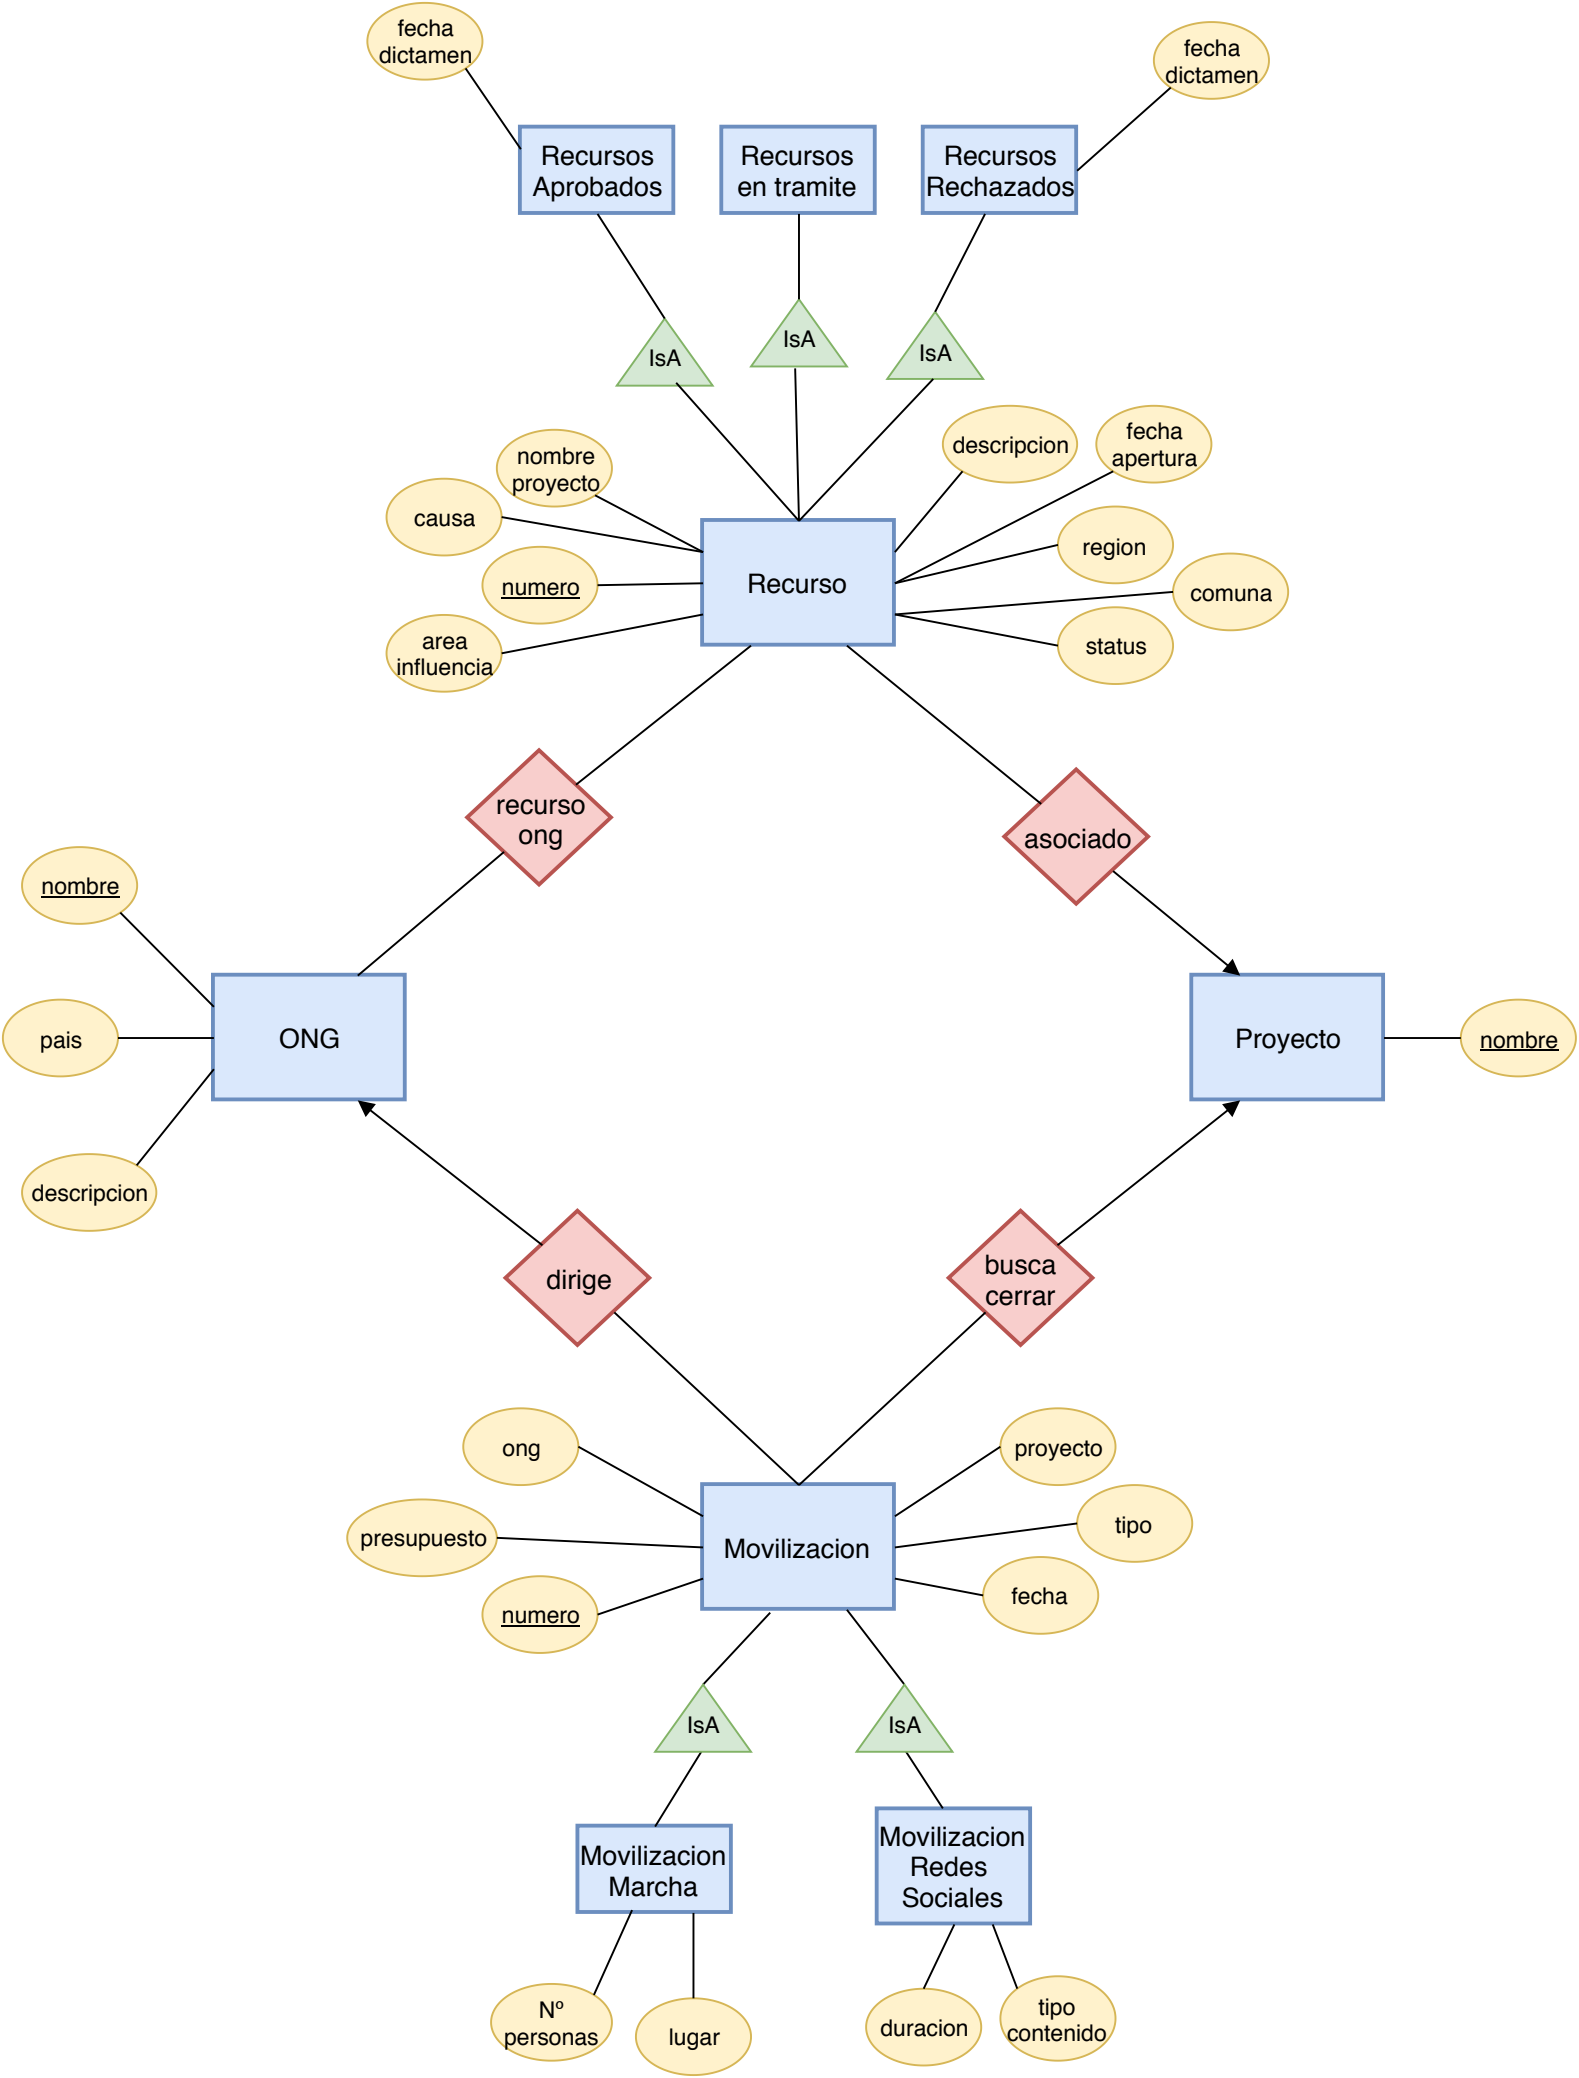 fecha
dictamen
fecha
dictamen
Recursos
Aprobados
Recursos
en tramite
Recursos
Rechazados
IsA
IsA
IsA
nombre
proyecto
causa
numero
area
influencia
Recurso
descripcion
fecha
apertura
region
comuna
status
recurso
ong
asociado
nombre
pais
descripcion
ONG
Proyecto
nombre
dirige
busca
cerrar
ong
presupuesto
numero
Movilizacion
proyecto
tipo
fecha
IsA
IsA
Movilizacion
Marcha
Movilizacion
Redes
Sociales
Nº
personas
lugar
duracion
tipo
contenido